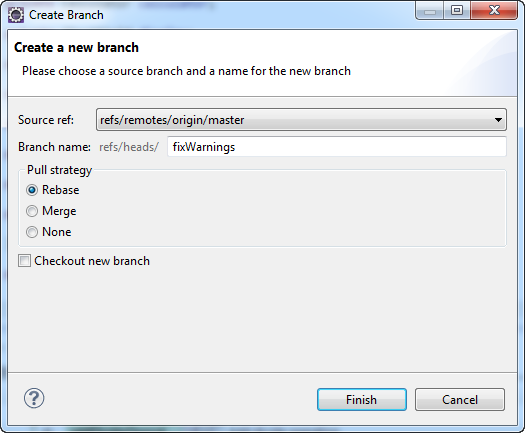 Create Branch
Create a new branch
Please choose a source branch and a name for the new branch
Source ref: refs/remotes/origin/master
Branch name: refs/heads/ fixWarnings
Pull strategy
Rebase
Merge
None
Checkout new branch
? Finish Cancel